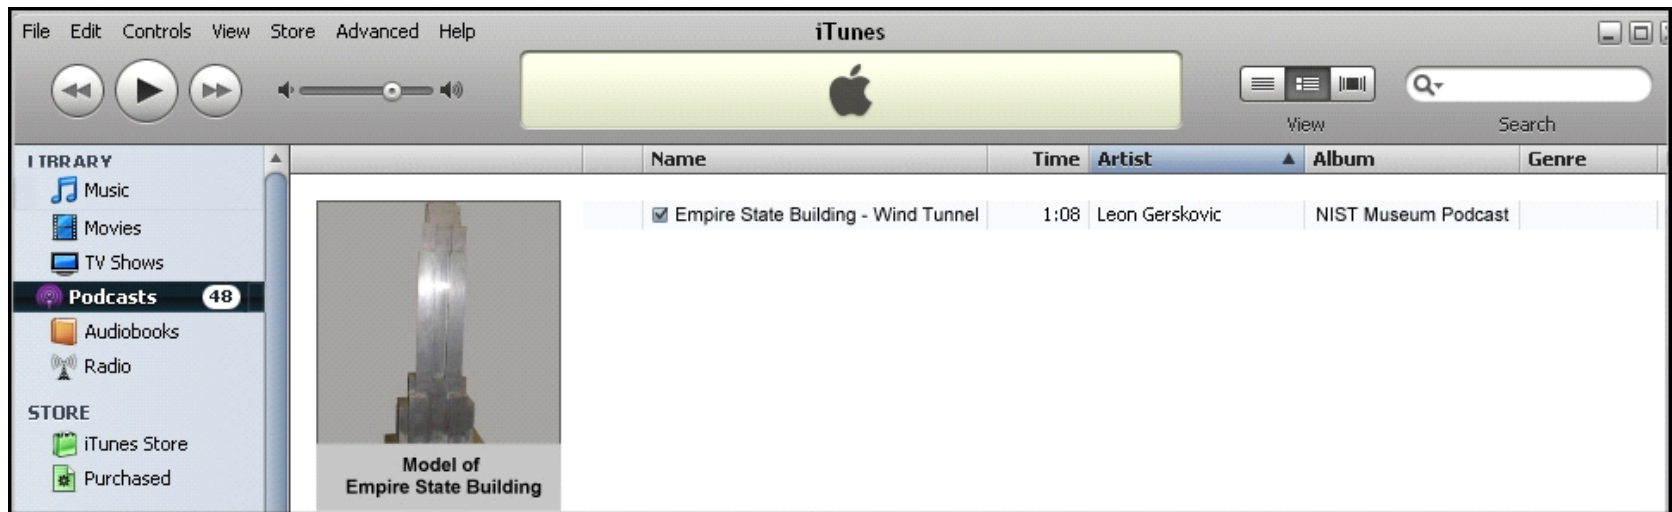 File Edit Controls View Store Advanced Help
iTunes
View
Search
LIBRARY
Name Time Artist Album Genre
Music
Empire State Building - Wind Tunnel 1:08 Leon Gerskovic NIST Museum Podcast
Movies
TV Shows
Podcasts 48
Audiobooks
Radio
STORE
iTunes Store
Purchased
Model of
Empire State Building